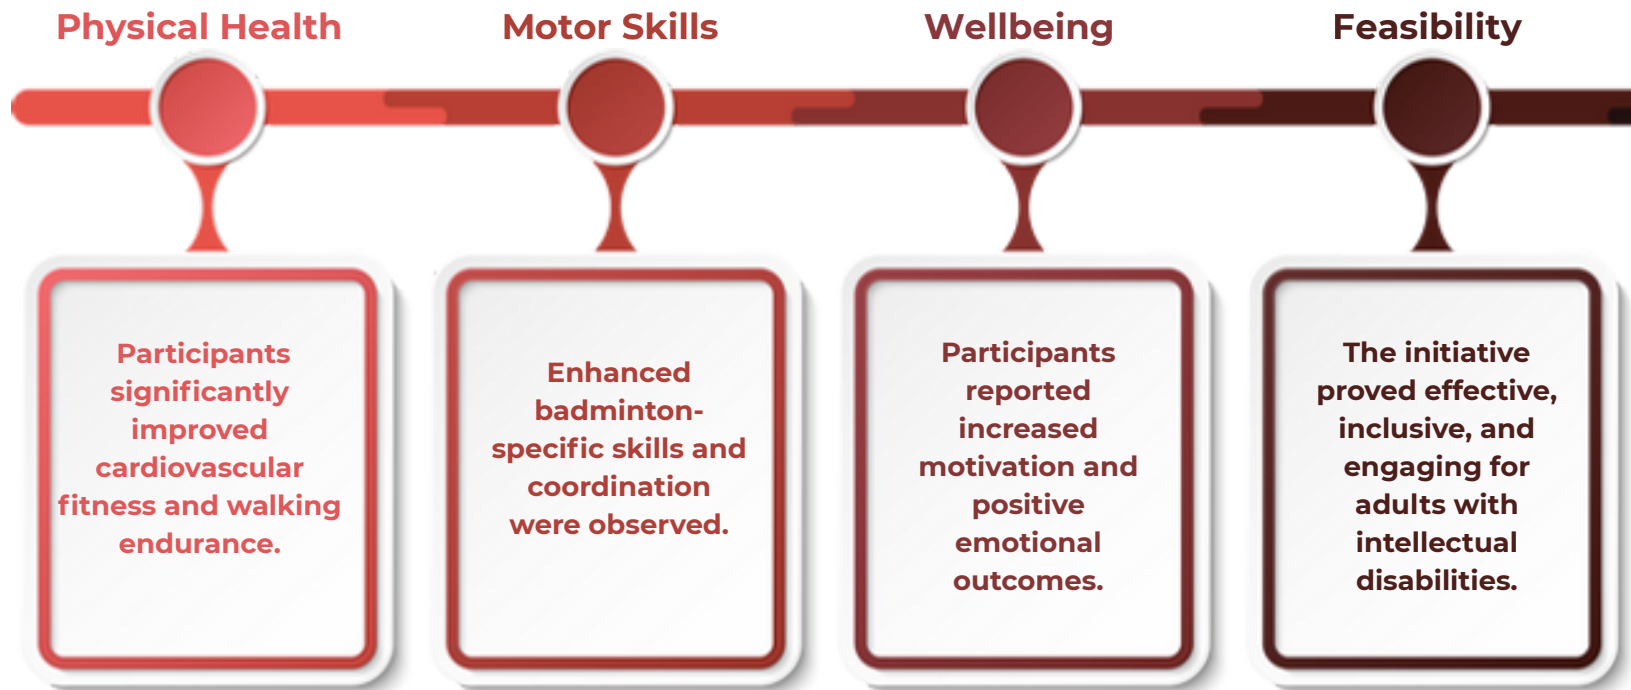 Physical Health
Motor Skills
Wellbeing
Feasibility
Participants
significantly
improved
cardiovascular
fitness and walking
endurance.
Enhanced
badminton-
specific skills and
coordination
were observed.
Participants
reported
increased
motivation and
positive
emotional
outcomes.
The initiative
proved effective,
inclusive, and
engaging for
adults with
intellectual
disabilities.